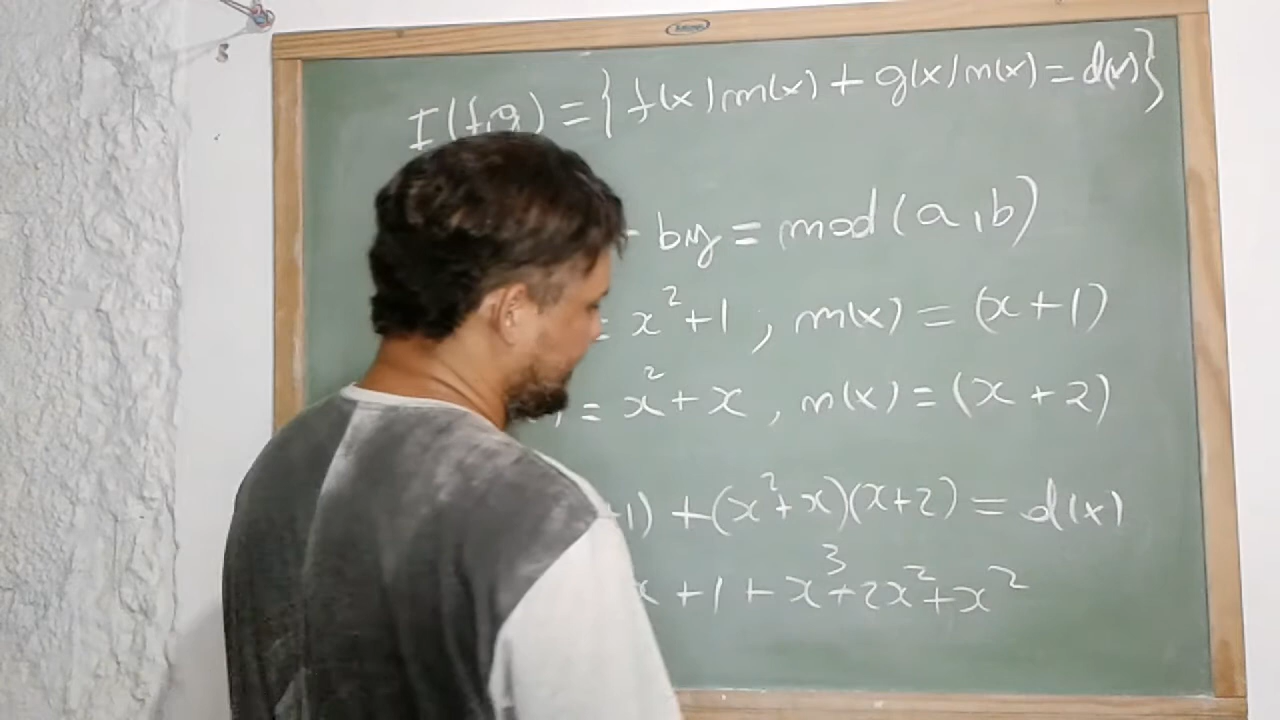 I(f,g) = { f(x)m(x) + g(x)n(x) = d(x) }
by = mod(a,b)
= x²+1 , m(x) = (x+1)
= x²+x , n(x) = (x+2)
1) + (x²+x)(x+2) = d(x)
x + 1 + x³+2x²+x²